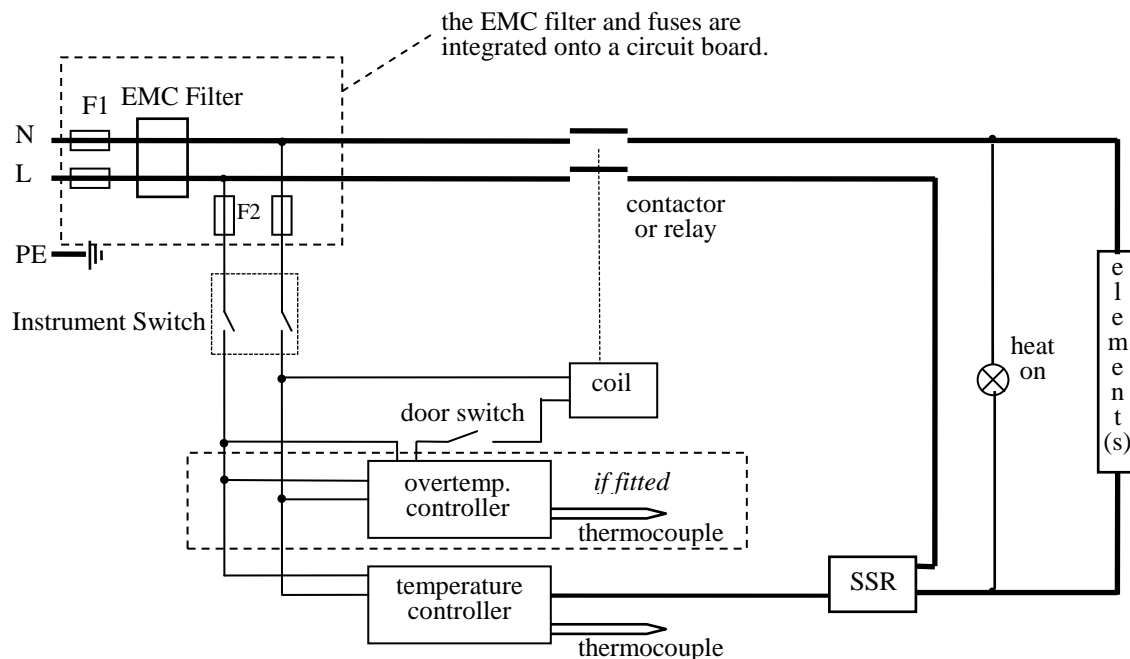 the EMC filter and fuses are
integrated onto a circuit board.
F1
EMC Filter
N
L
F2
PE
contactor
or relay
Instrument Switch
coil
door switch
heat
on
element(s)
overtemp.
controller
if fitted
thermocouple
temperature
controller
SSR
thermocouple